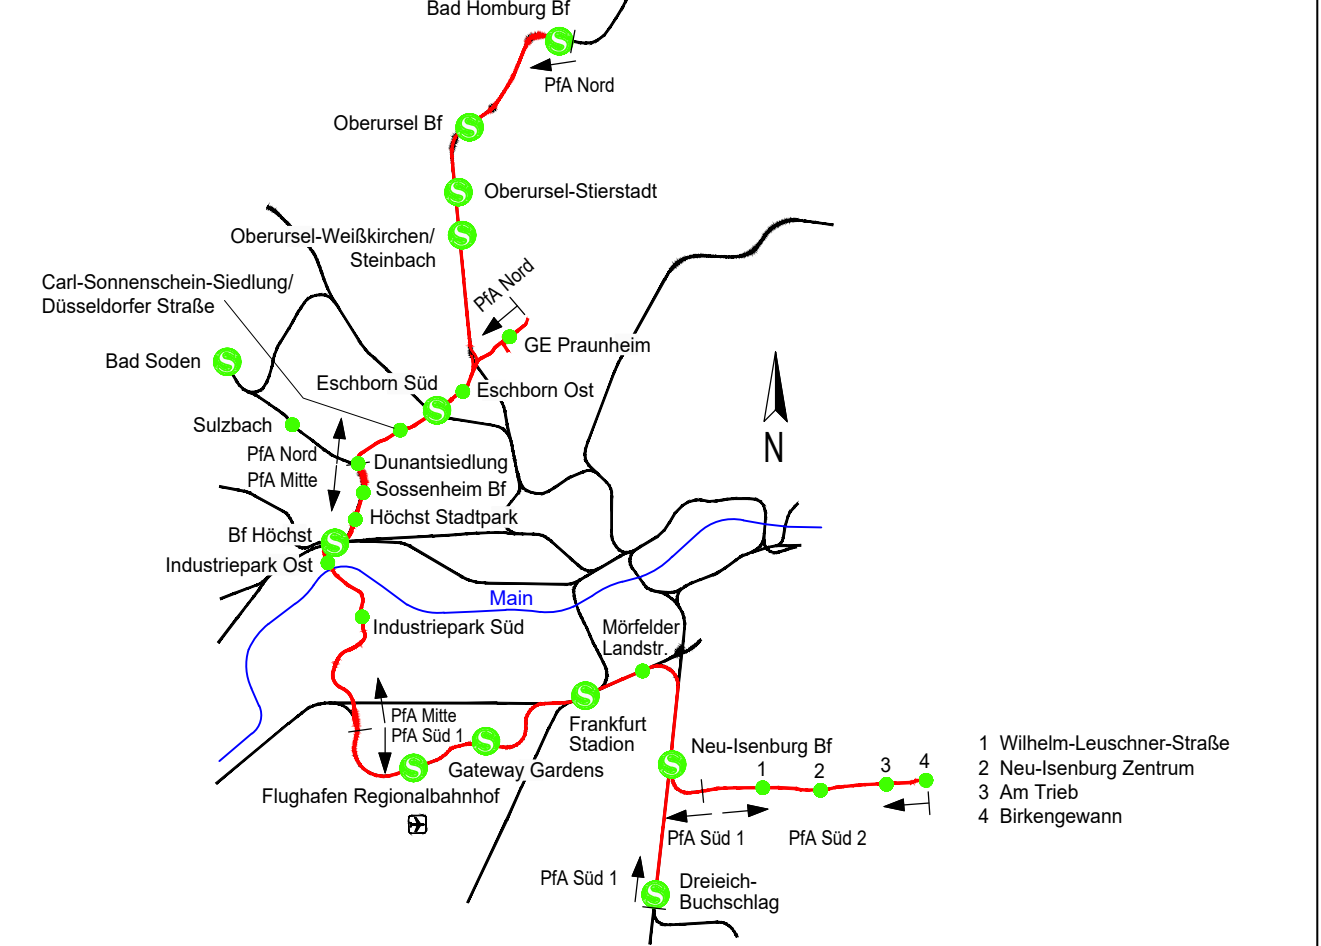 Bad Homburg Bf
PfA Nord
Oberursel Bf
Oberursel-Stierstadt
Oberursel-Weißkirchen/
Steinbach
PfA Nord
Carl-Sonnenschein-Siedlung/
Düsseldorfer Straße
GE Praunheim
Bad Soden
Eschborn Süd
Eschborn Ost
Sulzbach
N
PfA Nord
PfA Mitte
Dunantsiedlung
Sossenheim Bf
Höchst Stadtpark
Bf Höchst
Industriepark Ost
Main
Industriepark Süd
Mörfelder
Landstr.
PfA Mitte
PfA Süd 1
Frankfurt
Stadion
Gateway Gardens
Flughafen Regionalbahnhof
Neu-Isenburg Bf
1
2
3
4
PfA Süd 1
PfA Süd 2
1 Wilhelm-Leuschner-Straße
2 Neu-Isenburg Zentrum
3 Am Trieb
4 Birkengewann
PfA Süd 1
Dreieich-
Buchschlag